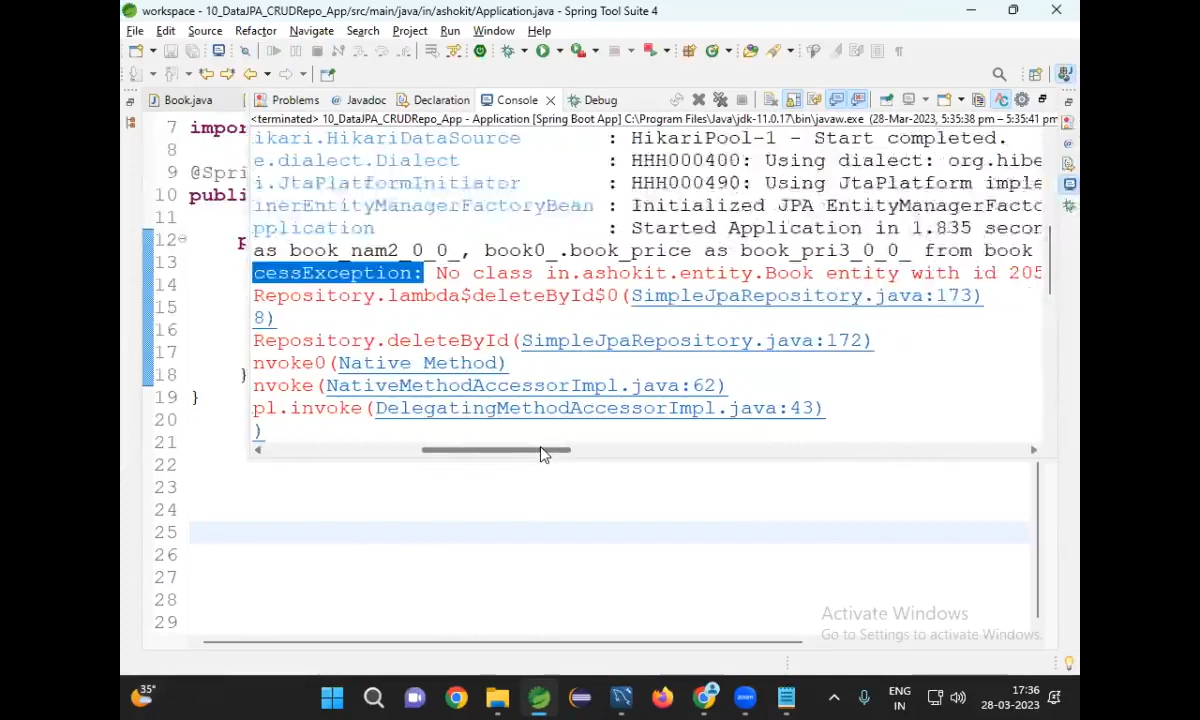 workspace - 10_DataJPA_CRUDRepo_App/src/main/java/in/ashokit/Application.java - Spring Tool Suite 4
File Edit Source Refactor Navigate Search Project Run Window Help
Book.java Problems Javadoc Declaration Console Debug
<terminated> 10_DataJPA_CRUDRepo_App - Application [Spring Boot App] C:\Program Files\Java\jdk-11.0.17\bin\javaw.exe (28-Mar-2023, 5:35:38 pm – 5:35:41 pm
7 impor
8
9 @Spri
10 publi
11
12
13
14
15
16
17
18 }
19 }
20
21
22
23
24
25
26
27
28
29
ikari.HikariDataSource : HikariPool-1 - Start completed.
e.dialect.Dialect : HHH000400: Using dialect: org.hibe
i.JtaPlatformInitiator : HHH000490: Using JtaPlatform imple
inerEntityManagerFactoryBean : Initialized JPA EntityManagerFacto
pplication : Started Application in 1.835 secon
as book_nam2_0_0_, book0_.book_price as book_pri3_0_0_ from book
cessException: No class in.ashokit.entity.Book entity with id 205
Repository.lambda$deleteById$0(SimpleJpaRepository.java:173)
8)
Repository.deleteById(SimpleJpaRepository.java:172)
nvoke0(Native Method)
nvoke(NativeMethodAccessorImpl.java:62)
pl.invoke(DelegatingMethodAccessorImpl.java:43)
)
Activate Windows
Go to Settings to activate Windows.
35°
zoom
ENG
IN
17:36
28-03-2023